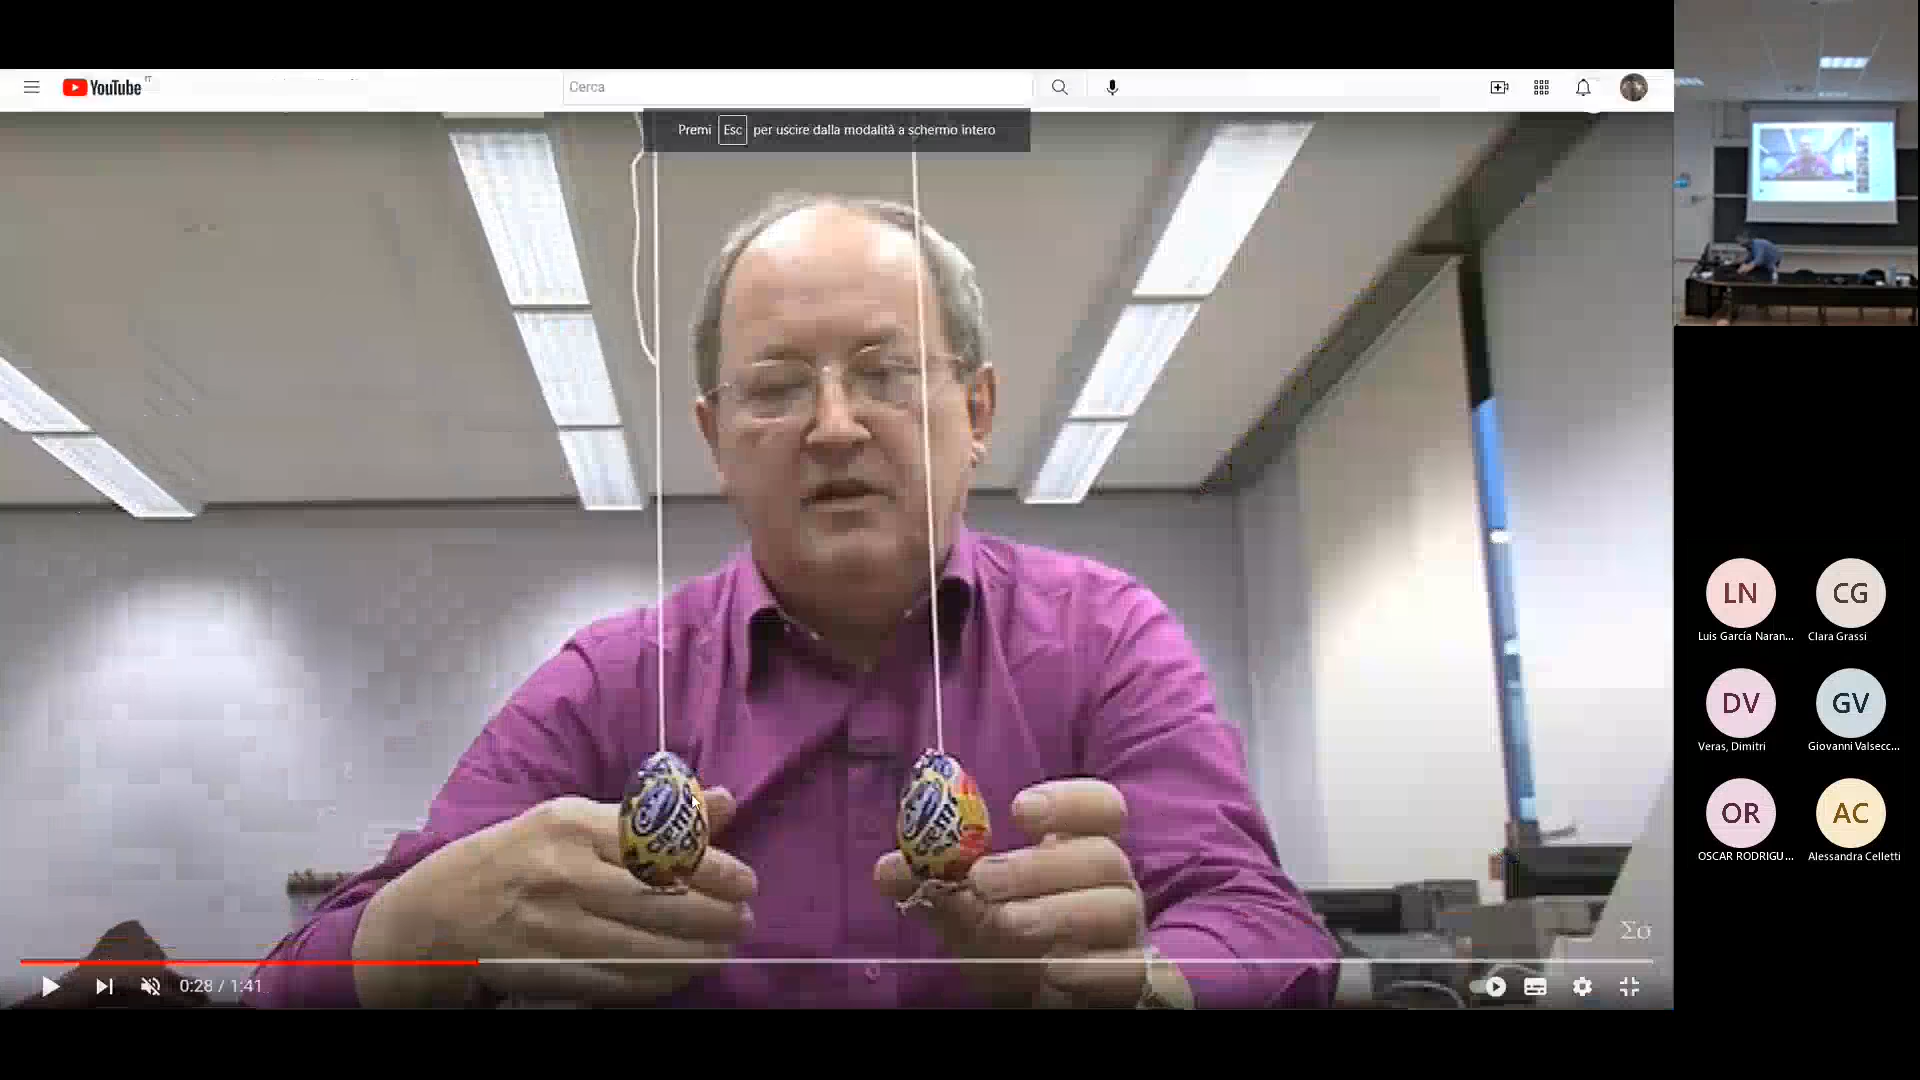 YouTube IT
Cerca
Premi Esc per uscire dalla modalità a schermo intero
Σσ
0:28 / 1:41
LN
Luis García Naran...
CG
Clara Grassi
DV
Veras, Dimitri
GV
Giovanni Valsecc...
OR
OSCAR RODRIGU...
AC
Alessandra Celletti